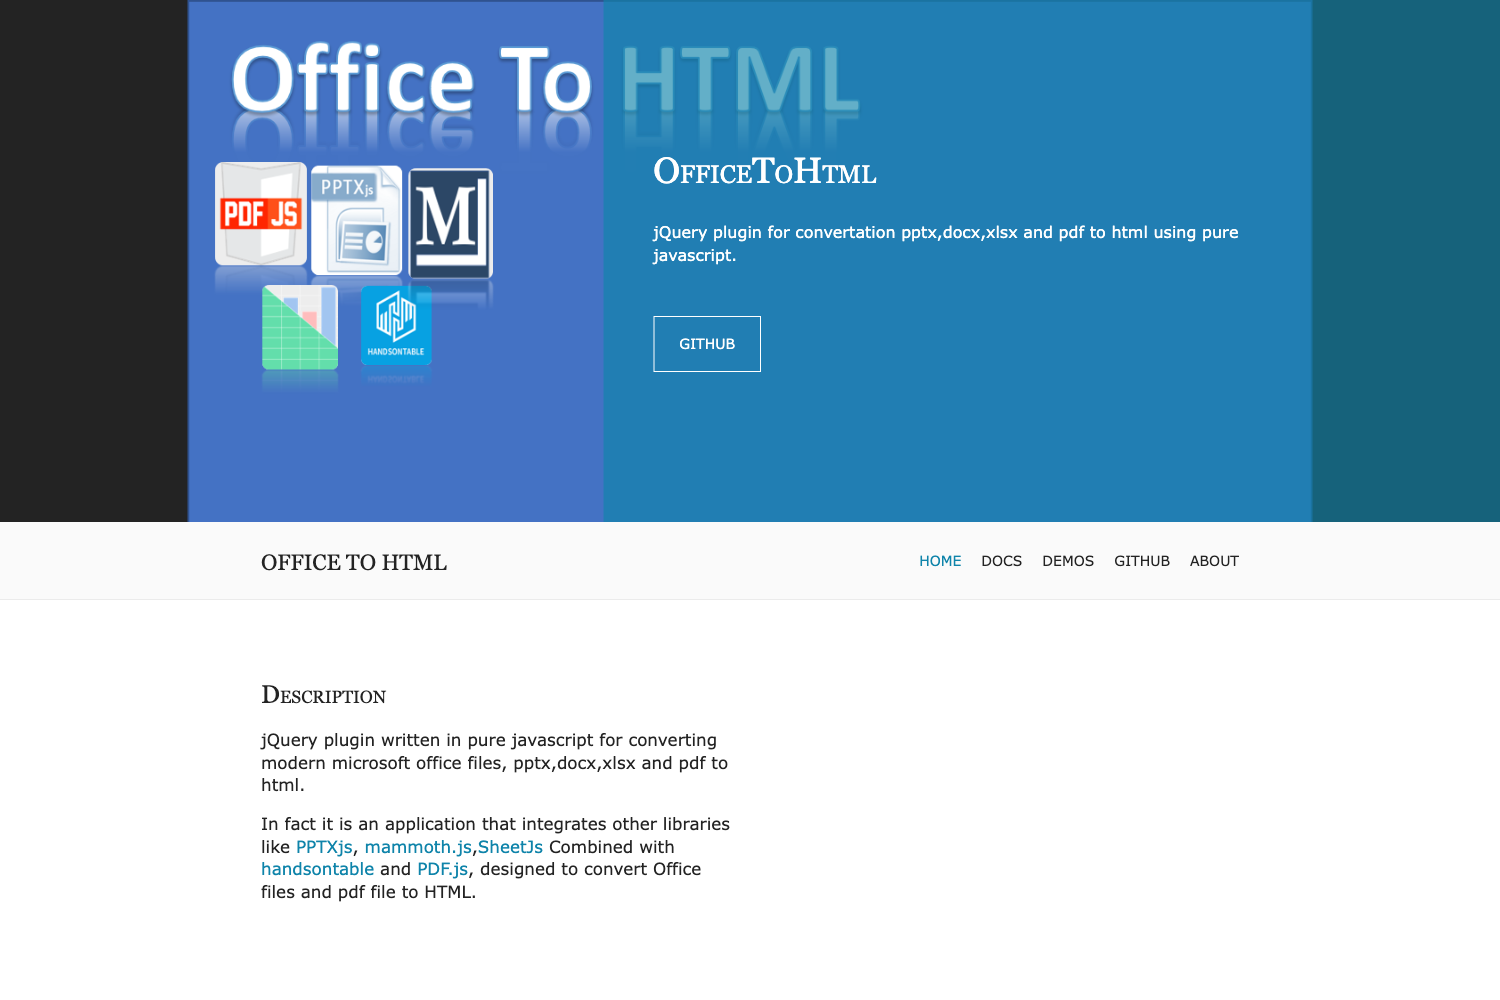 Office To HTML
OfficeToHtml
PDF JS
PPTXjs
M
jQuery plugin for convertation pptx,docx,xlsx and pdf to html using pure
javascript.
HANDSONTABLE
GITHUB
OFFICE TO HTML
HOME DOCS DEMOS GITHUB ABOUT
Description
jQuery plugin written in pure javascript for converting
modern microsoft office files, pptx,docx,xlsx and pdf to
html.
In fact it is an application that integrates other libraries
like PPTXjs, mammoth.js,SheetJs Combined with
handsontable and PDF.js, designed to convert Office
files and pdf file to HTML.